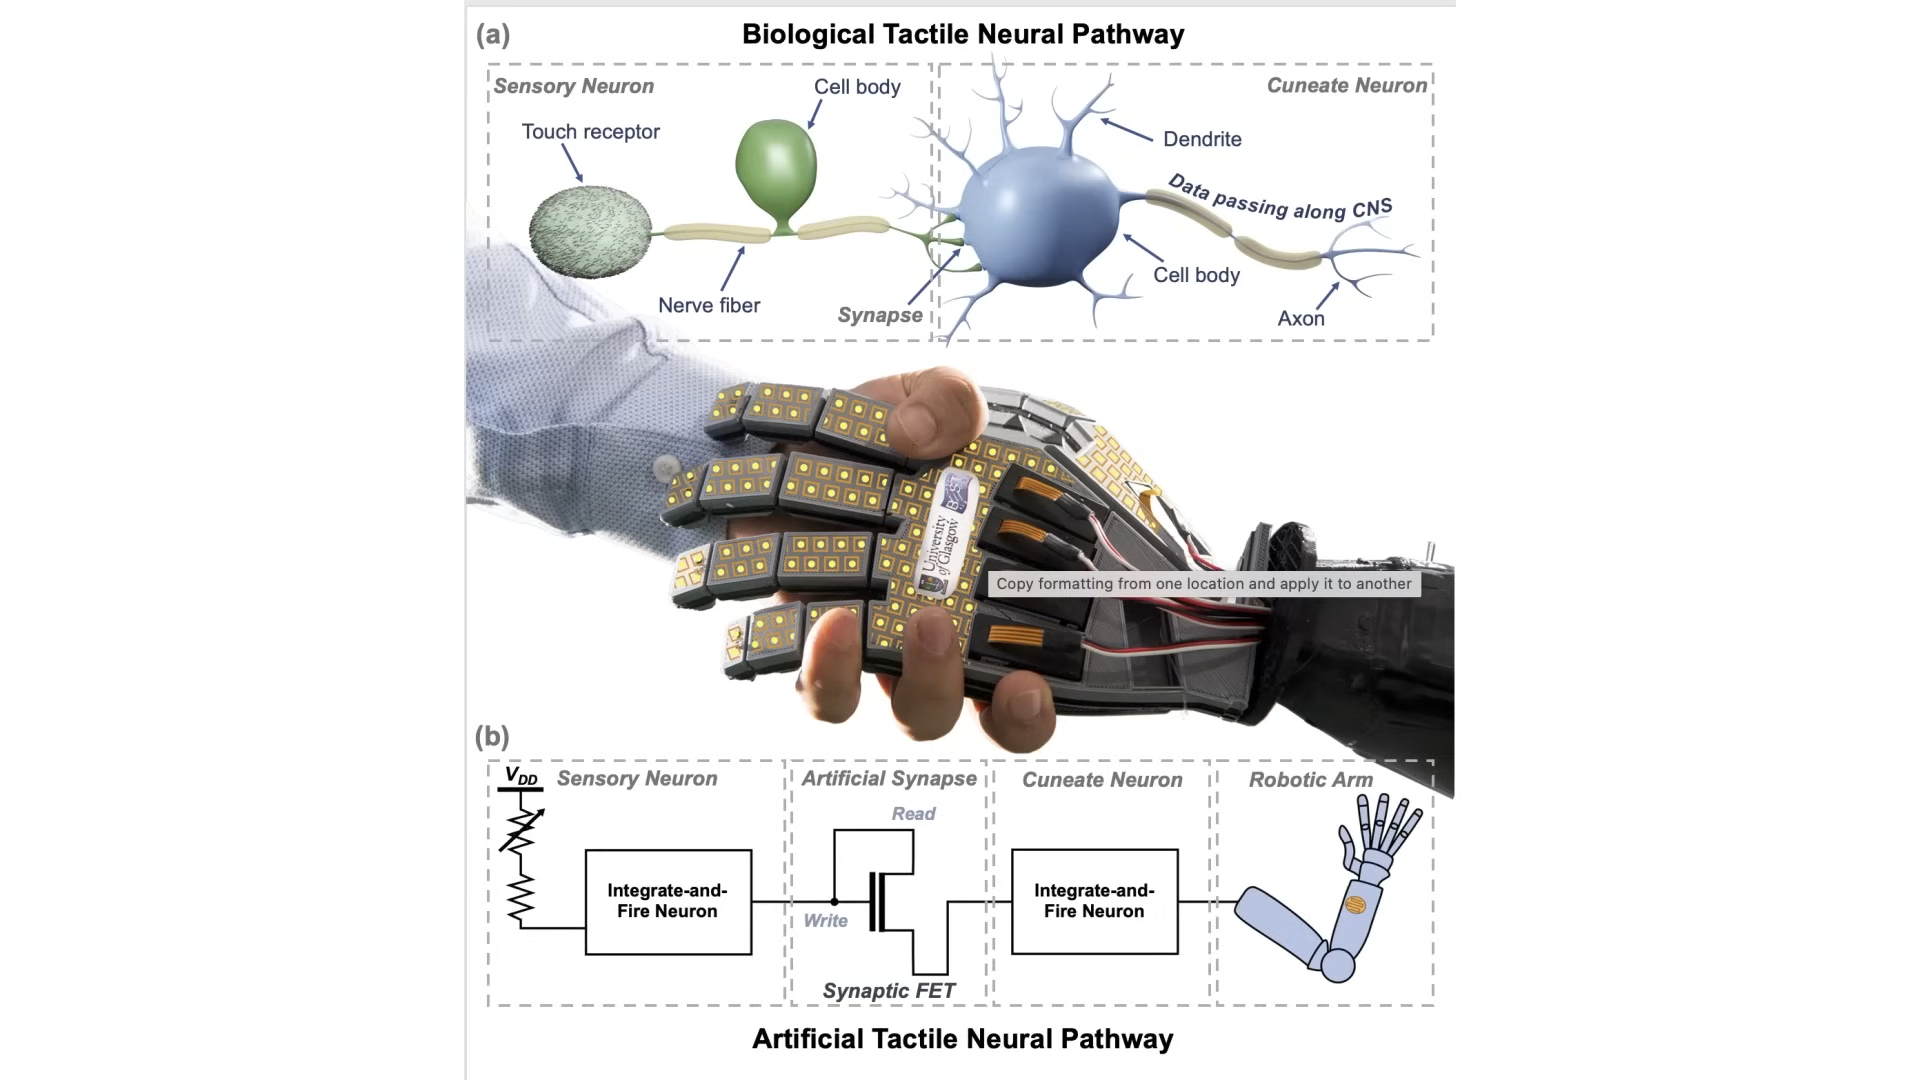 (a)
Biological Tactile Neural Pathway
Sensory Neuron
Cell body
Cuneate Neuron
Touch receptor
Dendrite
Data passing along CNS
Cell body
Nerve fiber
Synapse
Axon
University
of Glasgow
Copy formatting from one location and apply it to another
(b)
VDD
Sensory Neuron
Artificial Synapse
Cuneate Neuron
Robotic Arm
Read
Integrate-and-
Fire Neuron
Write
Integrate-and-
Fire Neuron
Synaptic FET
Artificial Tactile Neural Pathway